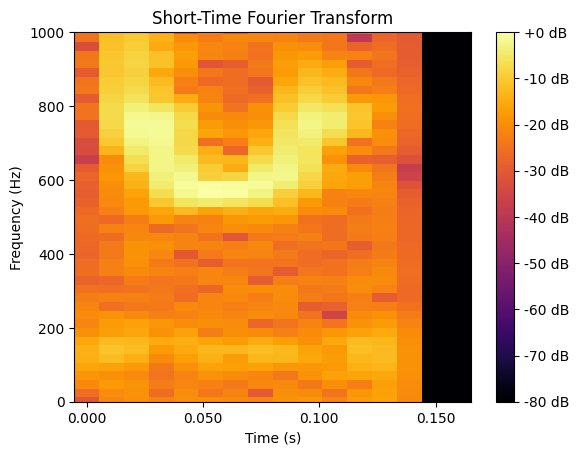 Short-Time Fourier Transform
Frequency (Hz)
1000
800
600
400
200
0
0.000
0.050
0.100
0.150
Time (s)
+0 dB
-10 dB
-20 dB
-30 dB
-40 dB
-50 dB
-60 dB
-70 dB
-80 dB